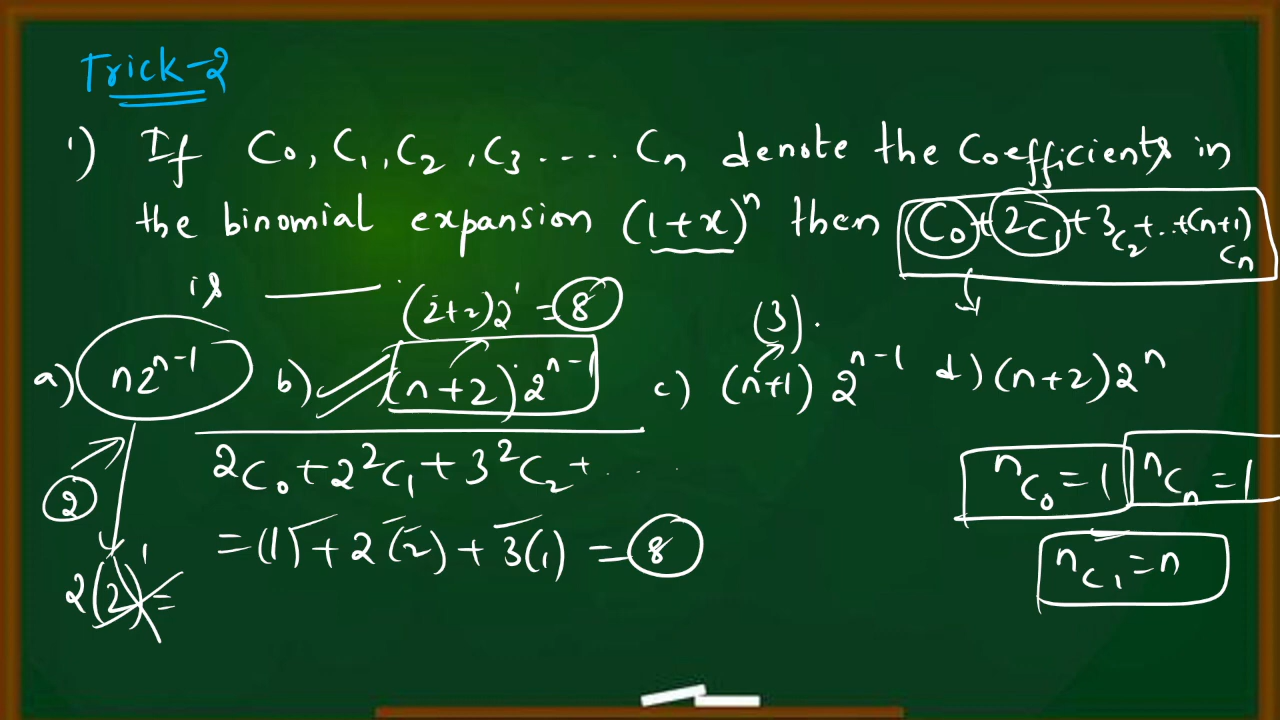 Trick-2
1) If C₀, C₁, C₂, C₃ ..... Cₙ denote the Coefficients in
the binomial expansion (1+x)ⁿ then C₀+2C₁+3C₂+..+(n+1)Cₙ
is ______
(2+2)2¹ = 8
(3).
a) n2ⁿ⁻¹ b) (n+2) 2ⁿ⁻¹ c) (n+1) 2ⁿ⁻¹ d) (n+2)2ⁿ
2C₀+2²C₁+3²C₂+....
ⁿC₀=1 ⁿCₙ=1
2
=(1)+2(2)+3(1) = 8
ⁿC₁=n
2(2)¹=